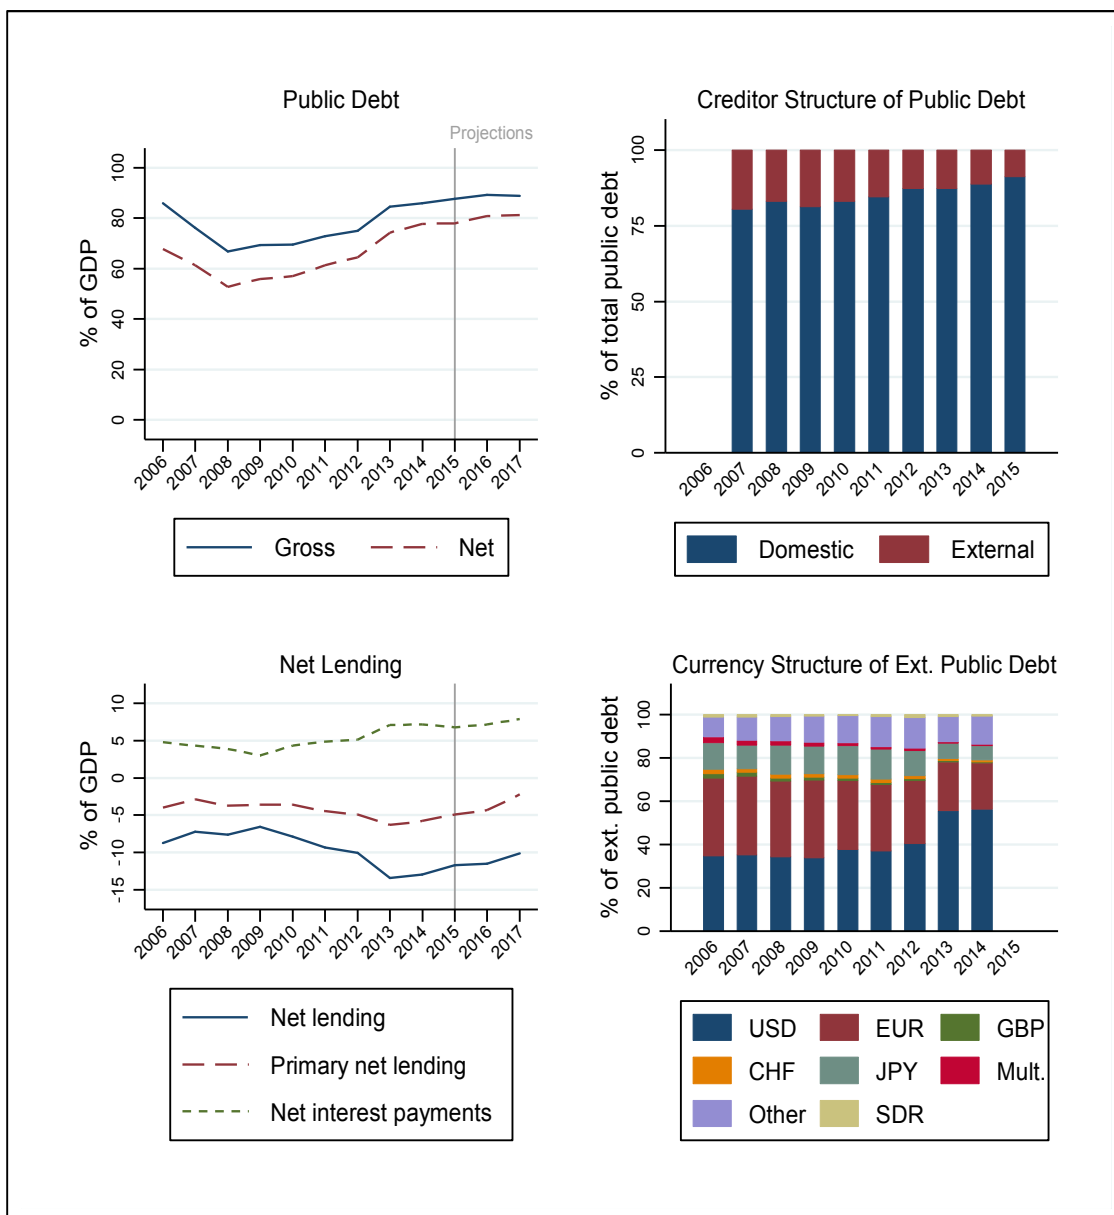 Public Debt
Projections
% of GDP
100
80
60
40
20
0
2006 2007 2008 2009 2010 2011 2012 2013 2014 2015 2016 2017
Gross Net
Creditor Structure of Public Debt
% of total public debt
100
75
50
25
0
2006 2007 2008 2009 2010 2011 2012 2013 2014 2015
Domestic External
Net Lending
% of GDP
10
5
0
-5
-10
-15
2006 2007 2008 2009 2010 2011 2012 2013 2014 2015 2016 2017
Net lending
Primary net lending
Net interest payments
Currency Structure of Ext. Public Debt
% of ext. public debt
100
80
60
40
20
0
2006 2007 2008 2009 2010 2011 2012 2013 2014 2015
USD EUR GBP
CHF JPY Mult.
Other SDR